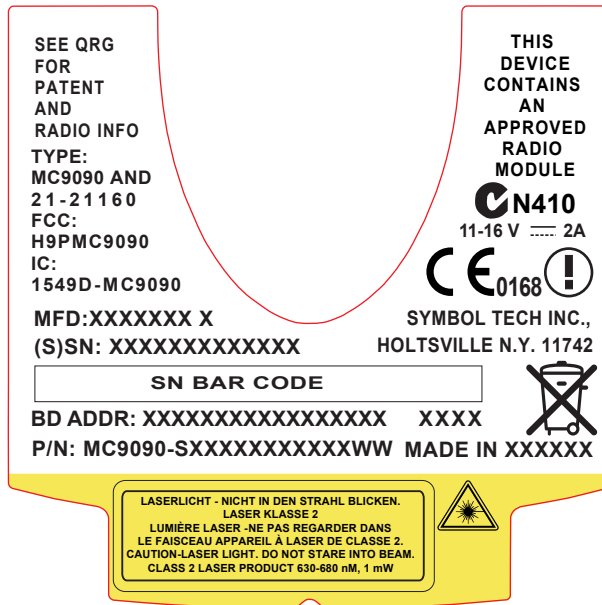 SEE QRG
FOR
PATENT
AND
RADIO INFO
TYPE:
MC9090 AND
21-21160
FCC:
H9PMC9090
IC:
1549D-MC9090
MFD:XXXXXXX X
(S)SN: XXXXXXXXXXXXX
THIS
DEVICE
CONTAINS
AN
APPROVED
RADIO
MODULE
N410
11-16 V 2A
CE0168
SYMBOL TECH INC.,
HOLTSVILLE N.Y. 11742
SN BAR CODE
BD ADDR: XXXXXXXXXXXXXXXXX XXXX
P/N: MC9090-SXXXXXXXXXXXWW MADE IN XXXXXX
LASERLICHT - NICHT IN DEN STRAHL BLICKEN.
LASER KLASSE 2
LUMIÈRE LASER -NE PAS REGARDER DANS
LE FAISCEAU APPAREIL À LASER DE CLASSE 2.
CAUTION-LASER LIGHT. DO NOT STARE INTO BEAM.
CLASS 2 LASER PRODUCT 630-680 nM, 1 mW